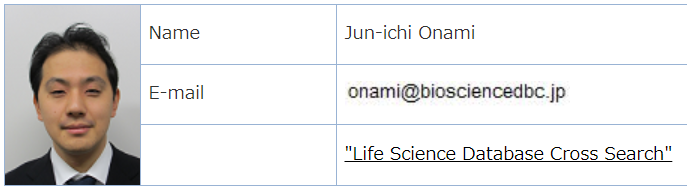 Name Jun-ichi Onami
E-mail onami@biosciencedbc.jp
"Life Science Database Cross Search"